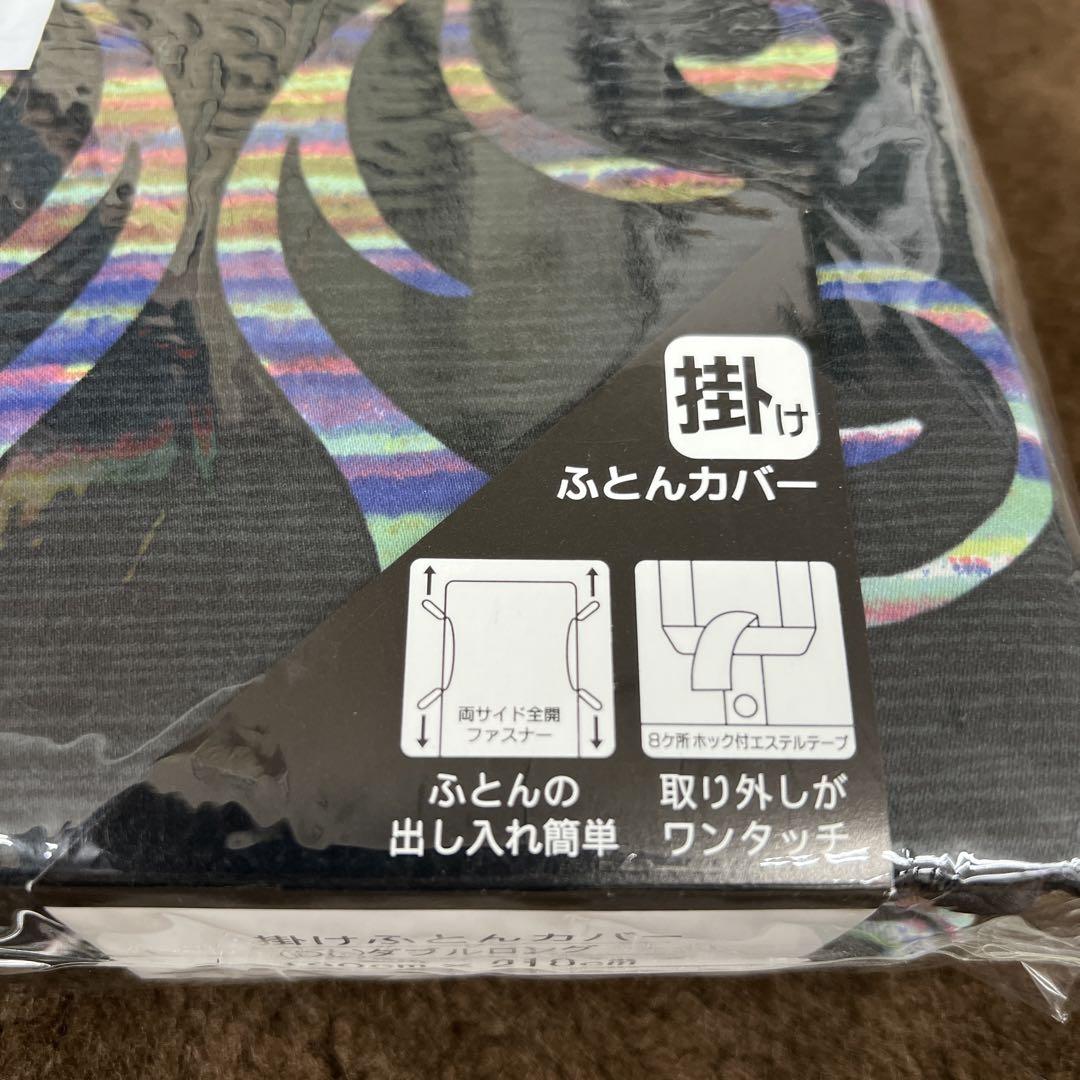 掛け
ふとんカバー
両サイド全開
ファスナー
8ケ所ホック付エステルテープ
ふとんの
出し入れ簡単
取り外しが
ワンタッチ
掛けふとんカバー
ダブルロング
210cm